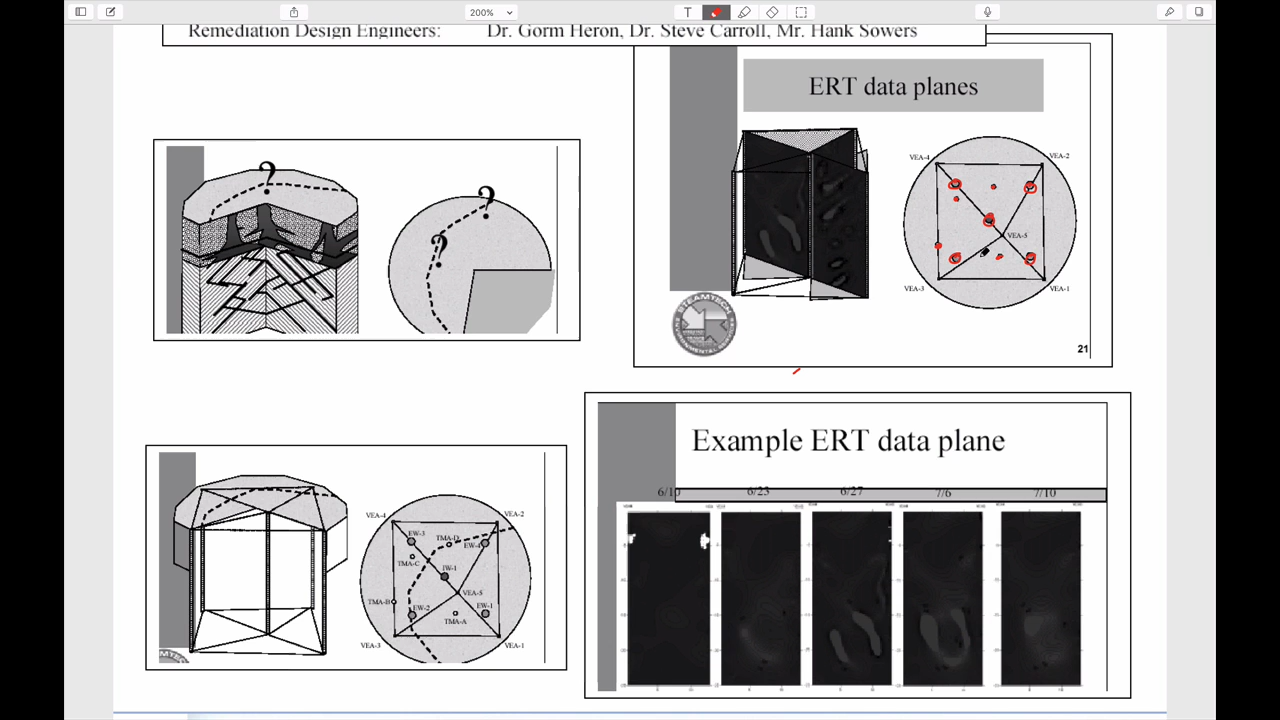 200%
T
Remediation Design Engineers: Dr. Gorm Heron, Dr. Steve Carroll, Mr. Hank Sowers
ERT data planes
VEA-4
VEA-2
VEA-5
VEA-3
VEA-1
STEAMTECH
21
?
?
?
VEA-4
VEA-2
EW-3
TMA-D
EW-4
TMA-C
IW-1
VEA-5
TMA-B
EW-2
EW-1
TMA-A
VEA-3
VEA-1
STEAMTECH
Example ERT data plane
6/15 6/23 6/27 7/6 7/10